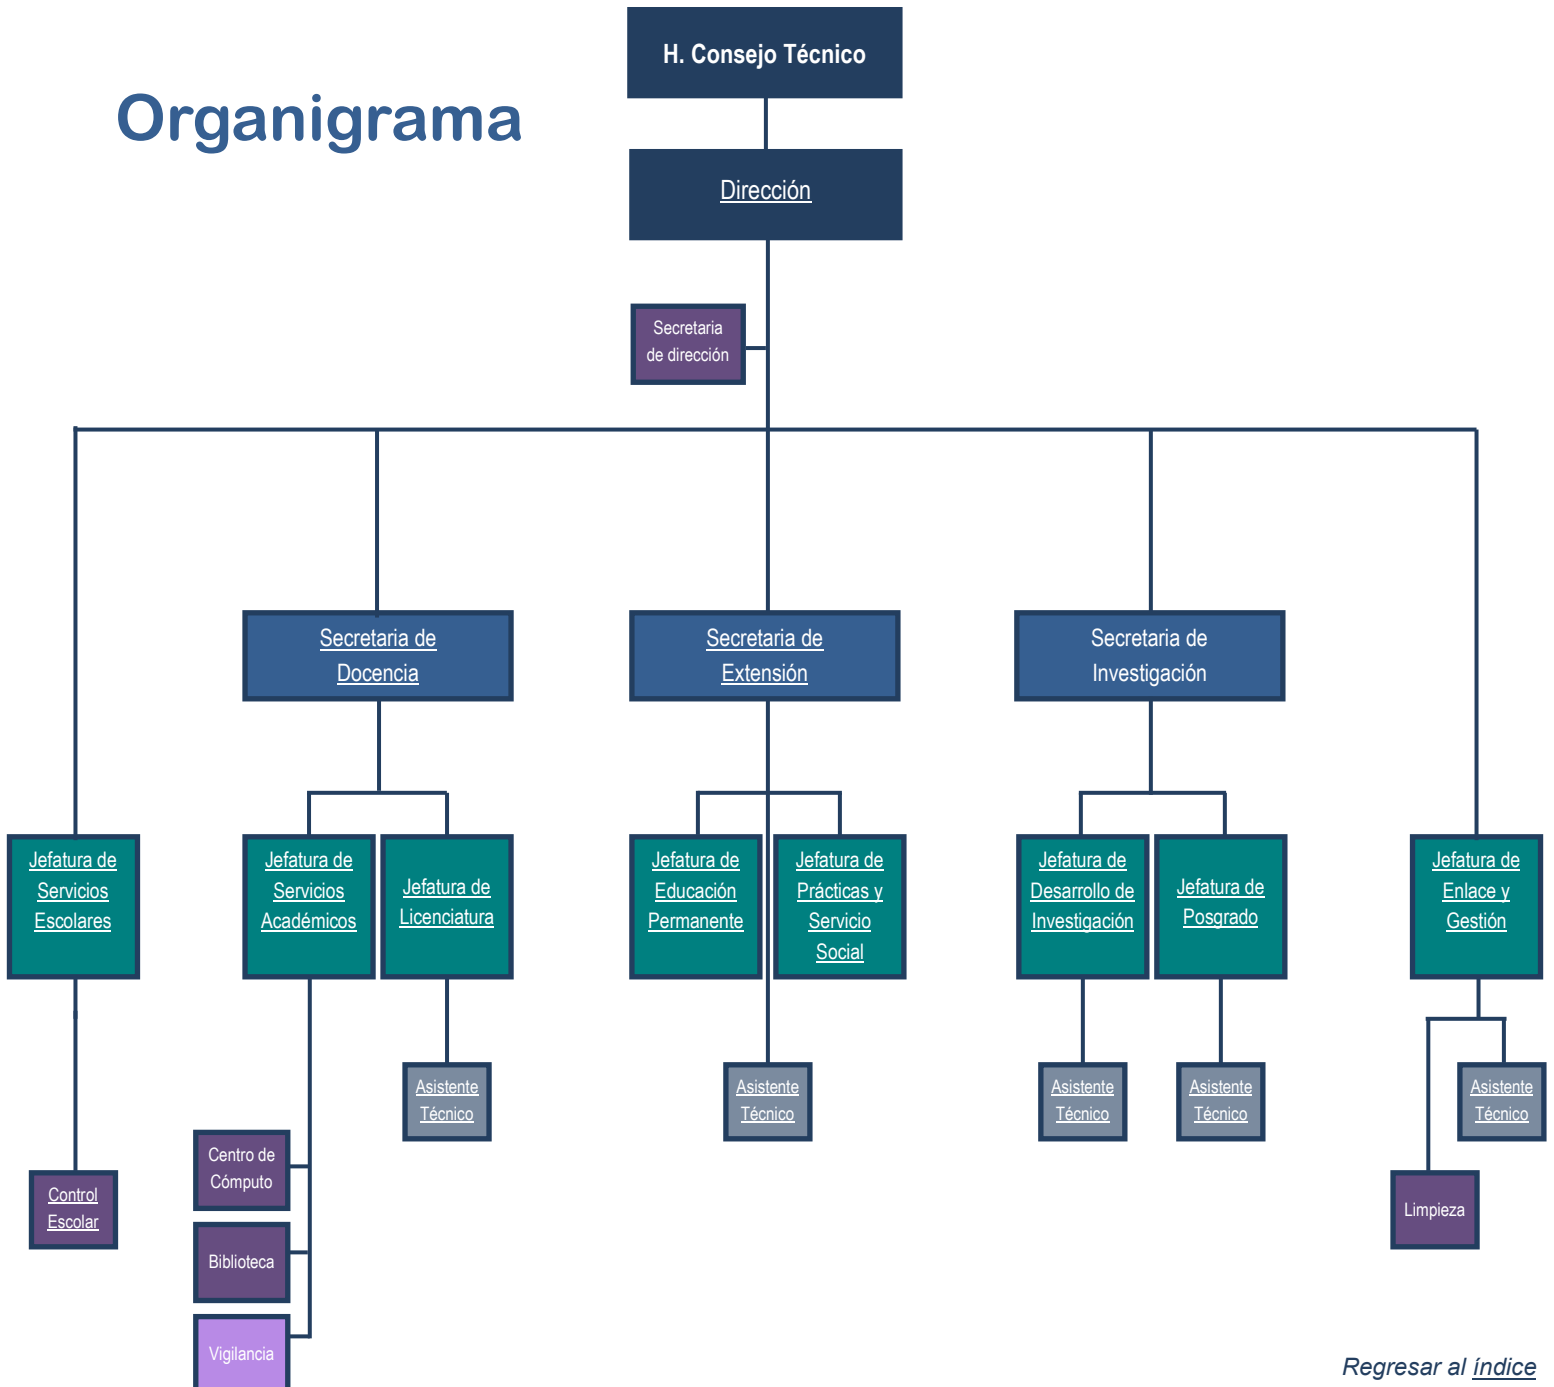 H. Consejo Técnico
Organigrama
Dirección
Secretaria
de dirección
Secretaria de
Docencia
Secretaria de
Extensión
Secretaria de
Investigación
Jefatura de
Servicios
Escolares
Jefatura de
Servicios
Académicos
Jefatura de
Licenciatura
Jefatura de
Educación
Permanente
Jefatura de
Prácticas y
Servicio
Social
Jefatura de
Desarrollo de
Investigación
Jefatura de
Posgrado
Jefatura de
Enlace y
Gestión
Asistente
Técnico
Asistente
Técnico
Asistente
Técnico
Asistente
Técnico
Asistente
Técnico
Centro de
Cómputo
Control
Escolar
Limpieza
Biblioteca
Vigilancia
Regresar al índice